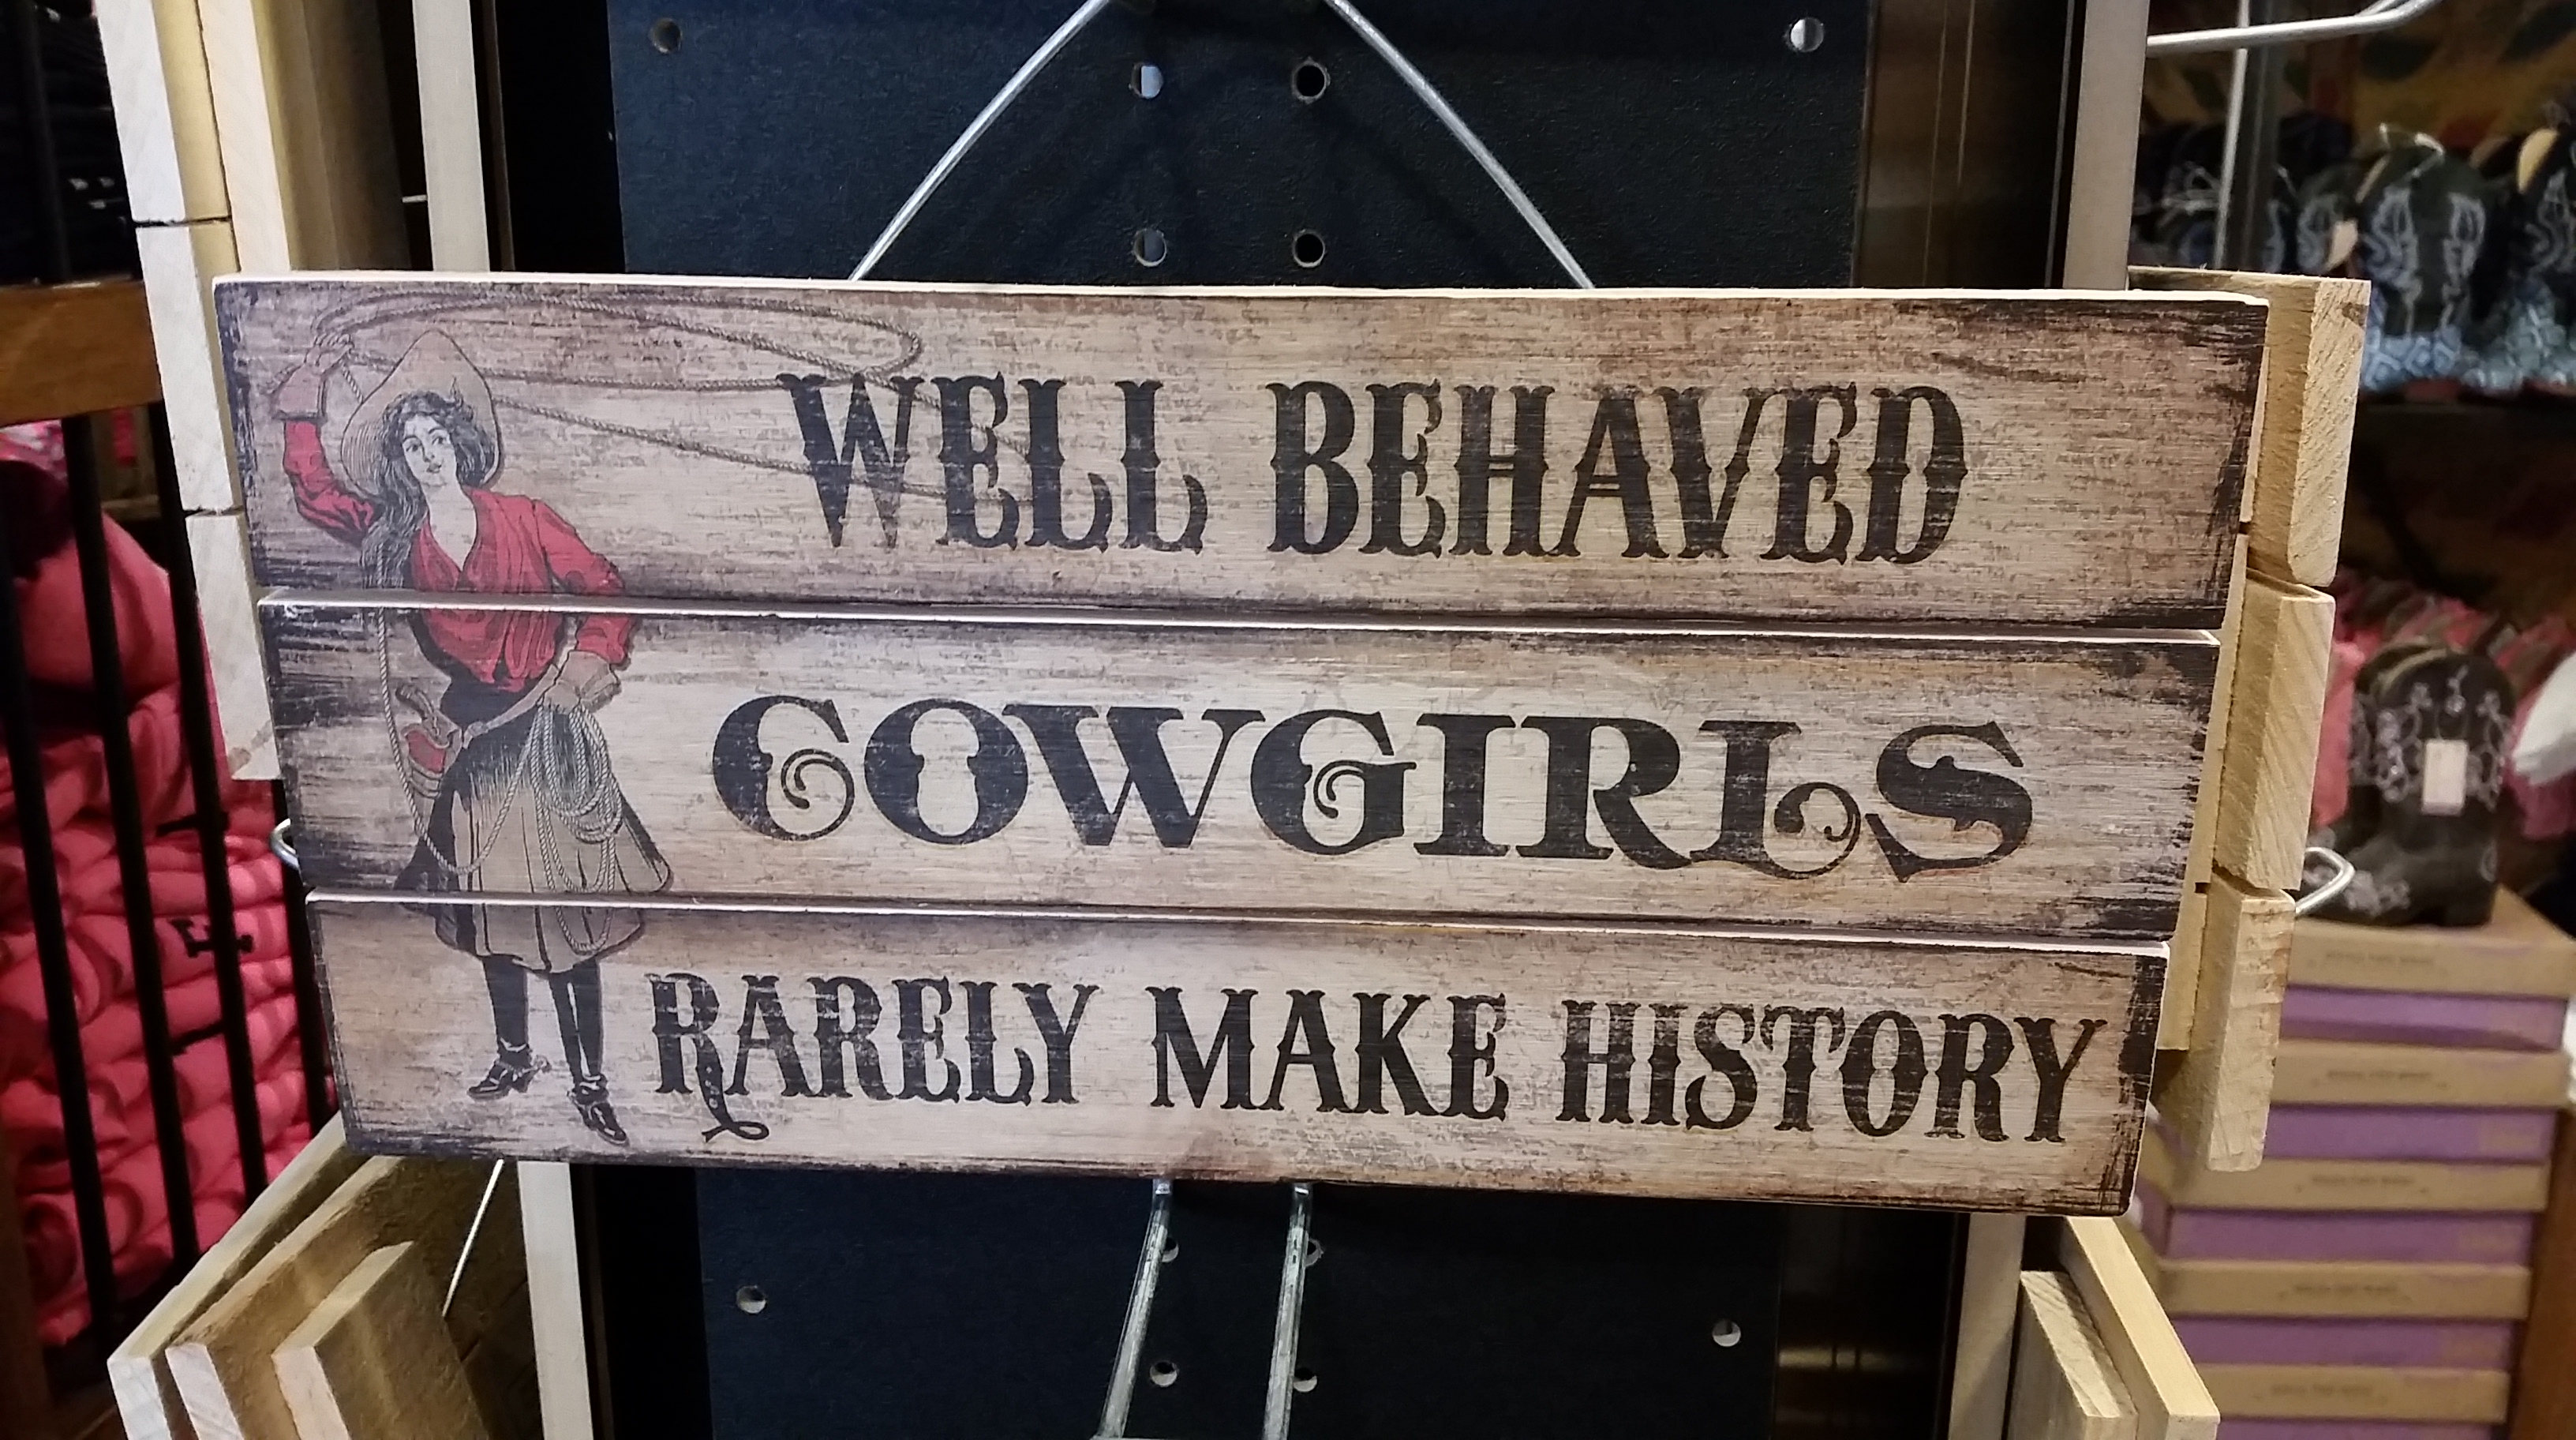 WELL BEHAVED
COWGIRLS
RARELY MAKE HISTORY